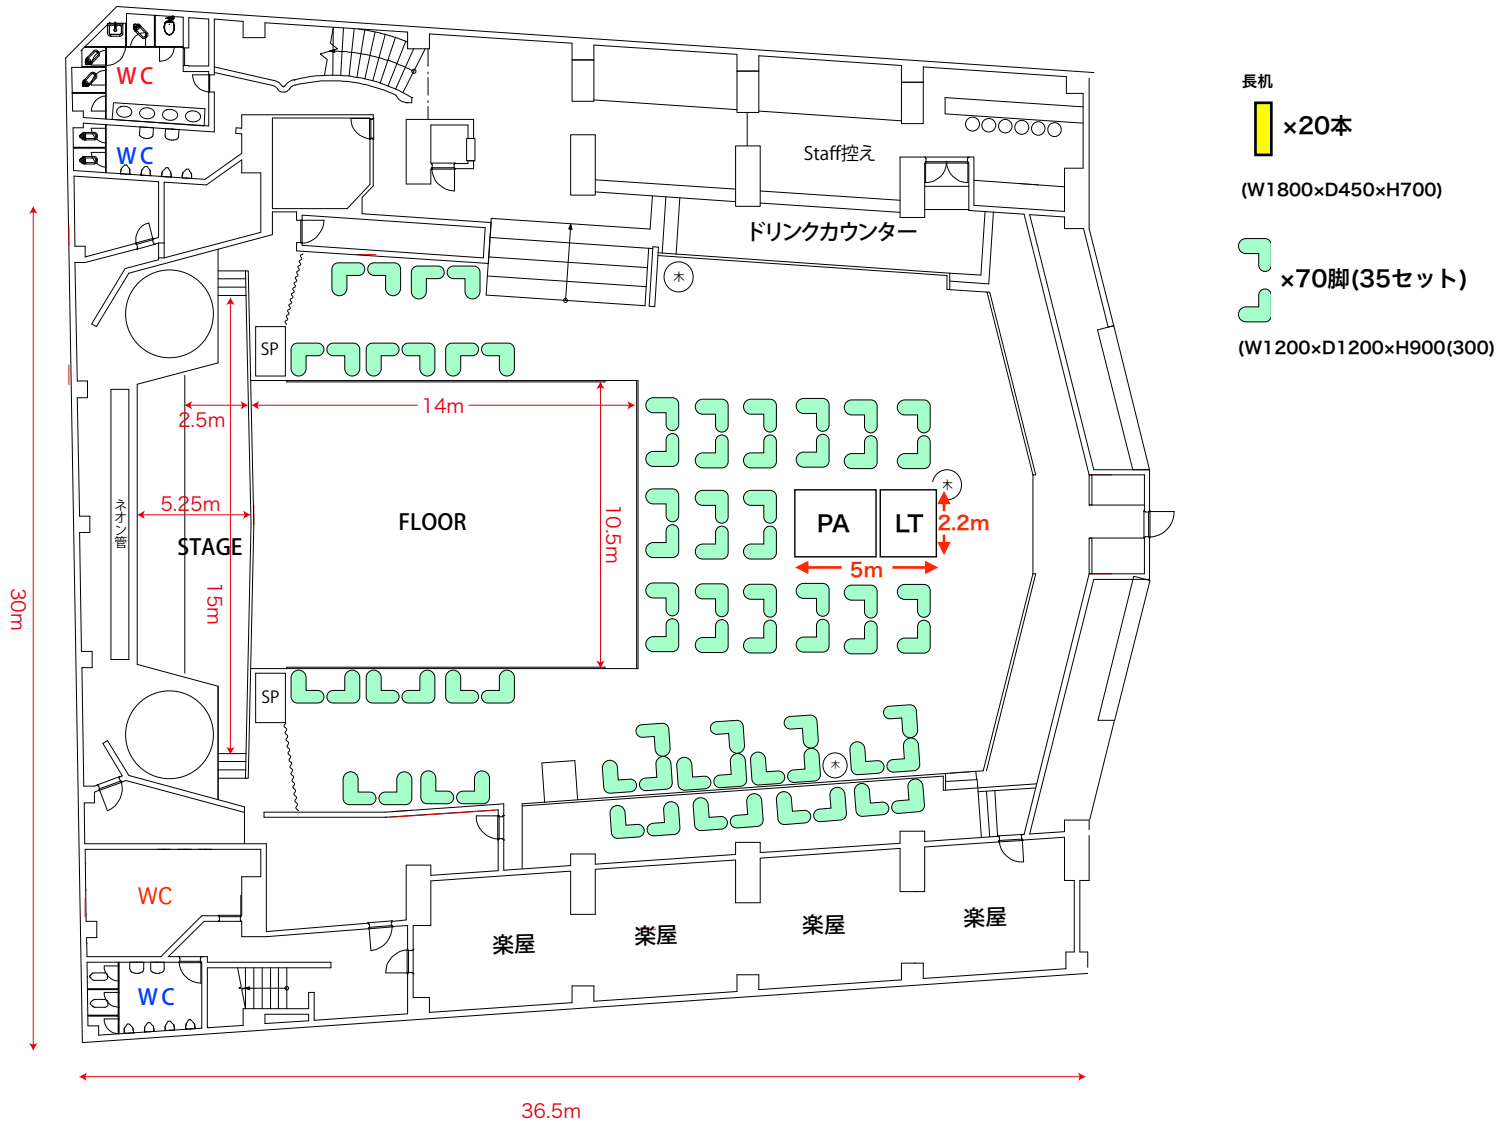 WC
WC
Staff控え
ドリンクカウンター
木
SP
2.5m
14m
木
ネオン管
5.25m
STAGE
FLOOR
10.5m
PA
LT
2.2m
5m
15m
30m
SP
木
WC
楽屋
楽屋
楽屋
楽屋
WC
36.5m
長机
×20本
(W1800×D450×H700)
×70脚(35セット)
(W1200×D1200×H900(300)